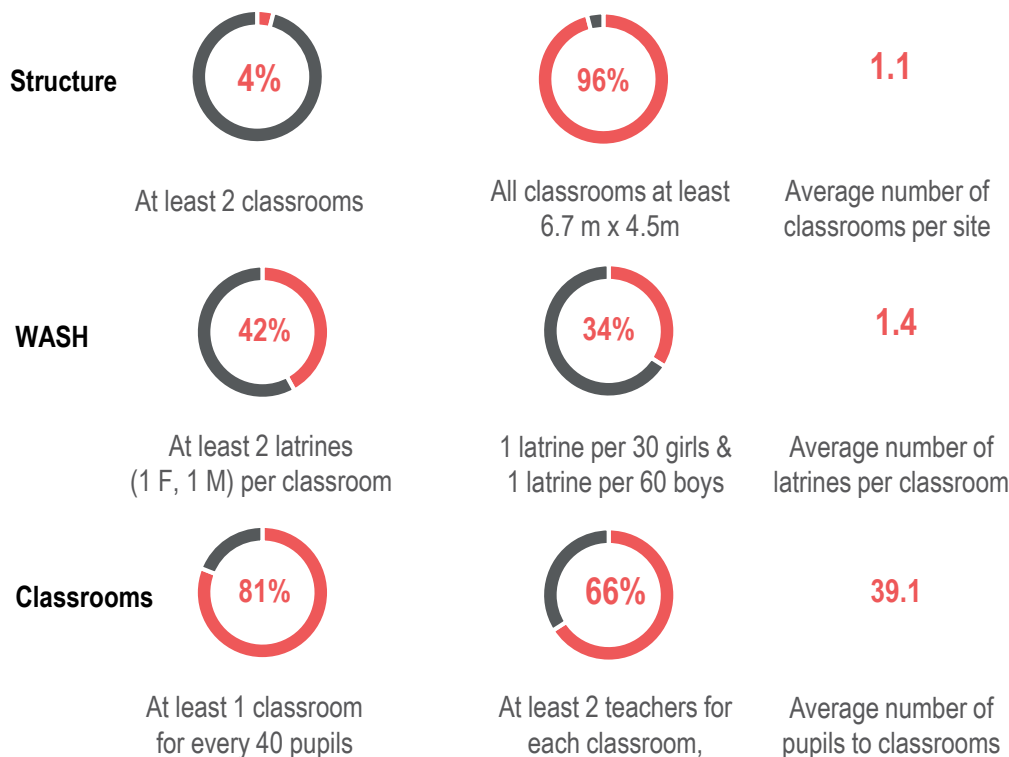 Structure
4%
96%
1.1
At least 2 classrooms
All classrooms at least
6.7 m x 4.5m
Average number of
classrooms per site
WASH
42%
34%
1.4
At least 2 latrines
(1 F, 1 M) per classroom
1 latrine per 30 girls &
1 latrine per 60 boys
Average number of
latrines per classroom
Classrooms
81%
66%
39.1
At least 1 classroom
for every 40 pupils
At least 2 teachers for
each classroom,
Average number of
pupils to classrooms